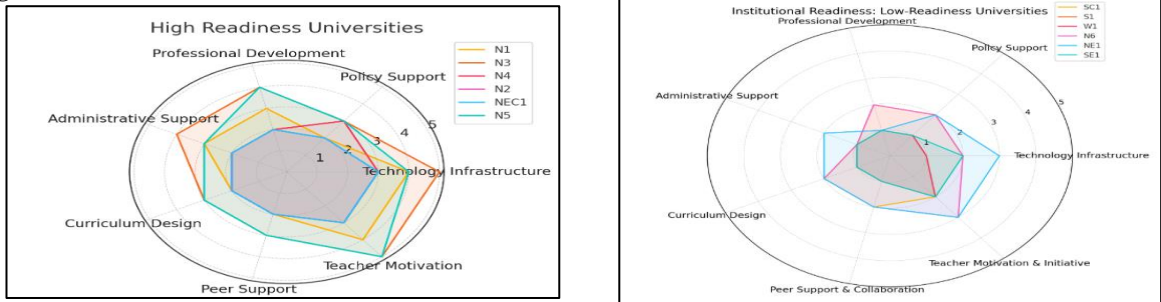 High Readiness Universities
Professional Development
Policy Support
Administrative Support
Technology Infrastructure
Curriculum Design
Teacher Motivation
Peer Support
1
2
3
4
5
N1
N3
N4
N2
NEC1
N5
Institutional Readiness: Low-Readiness Universities
Professional Development
Policy Support
Administrative Support
Technology Infrastructure
Curriculum Design
Teacher Motivation & Initiative
Peer Support & Collaboration
1
2
3
4
5
SC1
S1
W1
N6
NE1
SE1